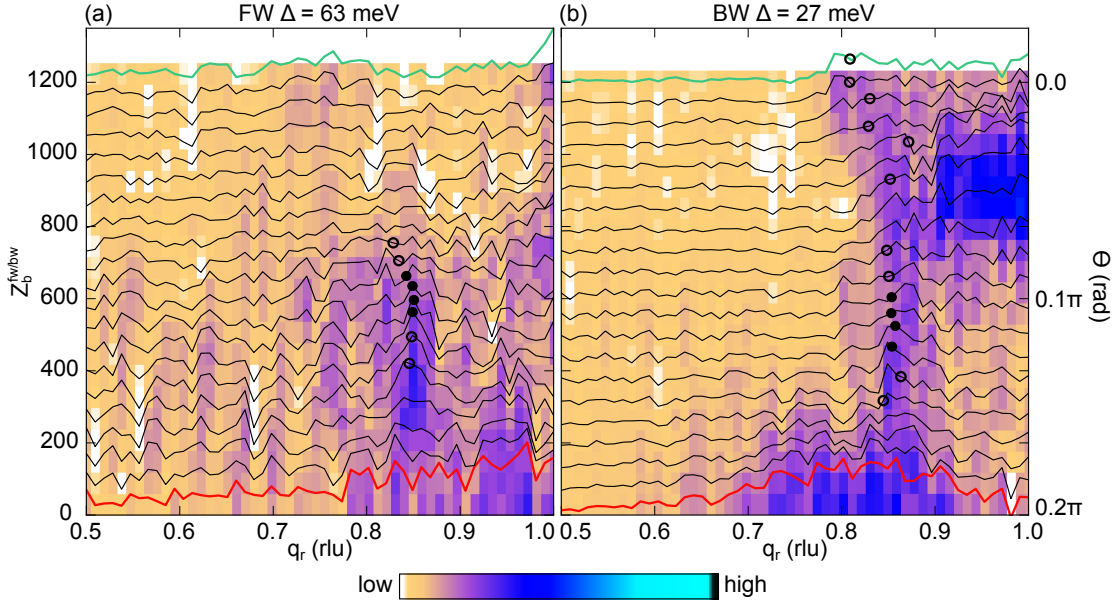 (a) FW Δ = 63 meV
(b) BW Δ = 27 meV
Z_b^{fw/bw}
1200
1000
800
600
400
200
0
0.5 0.6 0.7 0.8 0.9 1.0
q_r (rlu)
0.5 0.6 0.7 0.8 0.9 1.0
q_r (rlu)
0.0
0.1π
0.2π
Θ (rad)
low high